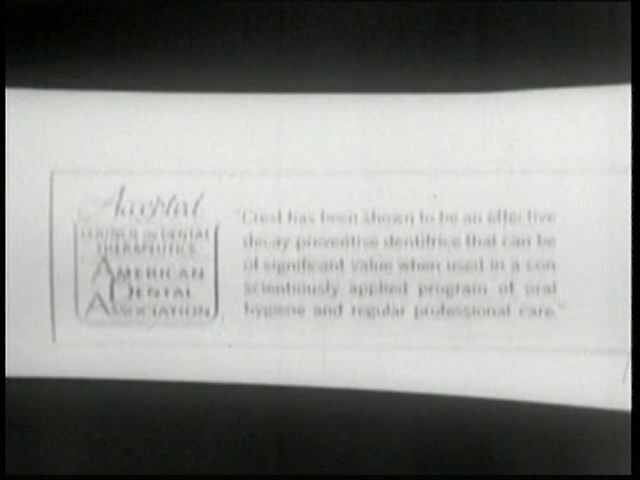 Accepted
COUNCIL ON DENTAL
THERAPEUTICS
AMERICAN
DENTAL
ASSOCIATION
"Crest has been shown to be an effective
decay preventive dentifrice that can be
of significant value when used in a con
scientiously applied program of oral
hygiene and regular professional care."